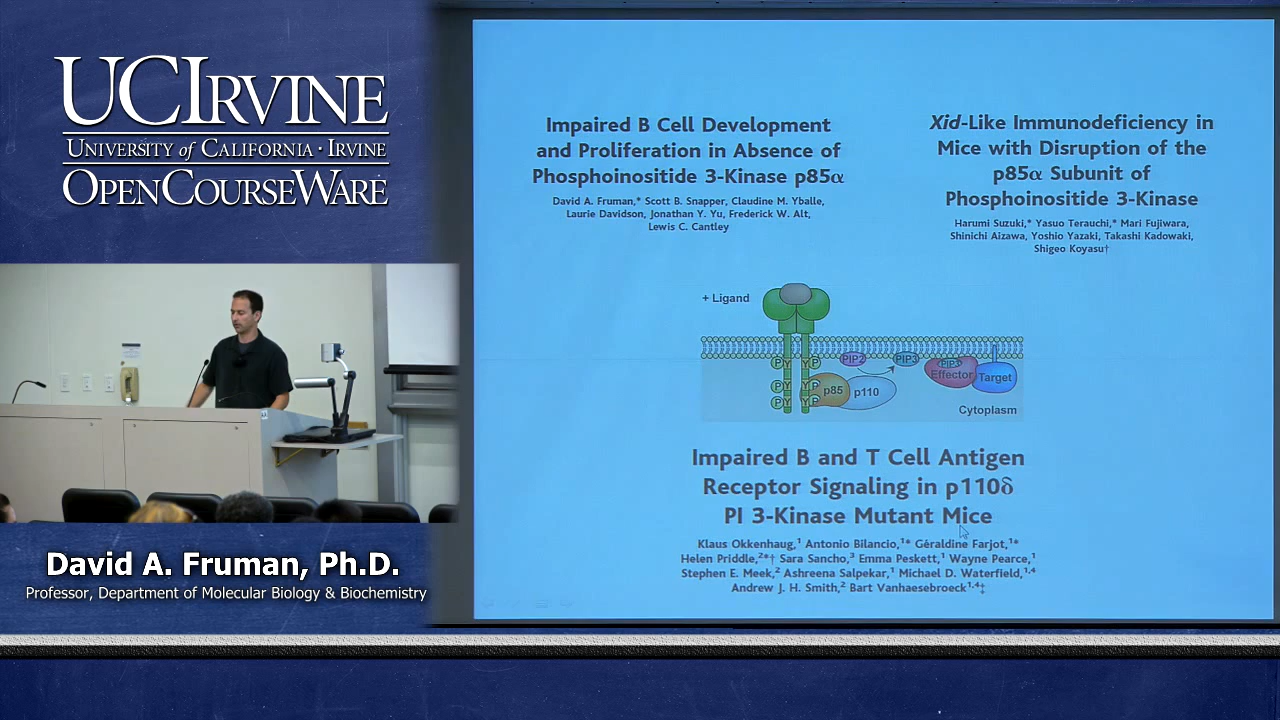 UCIRVINE
UNIVERSITY of CALIFORNIA · IRVINE
OPENCOURSEWARE
David A. Fruman, Ph.D.
Professor, Department of Molecular Biology & Biochemistry
Impaired B Cell Development
and Proliferation in Absence of
Phosphoinositide 3-Kinase p85α
David A. Fruman,* Scott B. Snapper, Claudine M. Yballe,
Laurie Davidson, Jonathan Y. Yu, Frederick W. Alt,
Lewis C. Cantley
Xid-Like Immunodeficiency in
Mice with Disruption of the
p85α Subunit of
Phosphoinositide 3-Kinase
Harumi Suzuki,* Yasuo Terauchi,* Mari Fujiwara,
Shinichi Aizawa, Yoshio Yazaki, Takashi Kadowaki,
Shigeo Koyasu†
+ Ligand
P Y Y P PIP2 PIP3 PIP3
Effector Target
P Y Y P p85 p110
P Y Y P
Cytoplasm
Impaired B and T Cell Antigen
Receptor Signaling in p110δ
PI 3-Kinase Mutant Mice
Klaus Okkenhaug,¹ Antonio Bilancio,¹* Géraldine Farjot,¹*
Helen Priddle,²*† Sara Sancho,³ Emma Peskett,¹ Wayne Pearce,¹
Stephen E. Meek,² Ashreena Salpekar,¹ Michael D. Waterfield,¹,⁴
Andrew J. H. Smith,² Bart Vanhaesebroeck¹,⁴‡